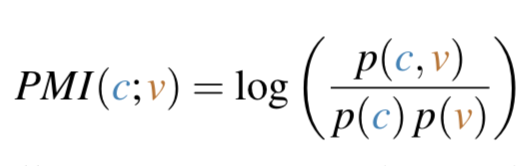 PMI(c;v) = log ( p(c,v) / p(c) p(v) )